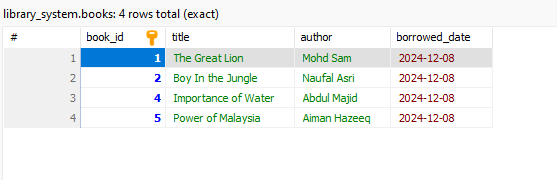 library_system.books: 4 rows total (exact)
# book_id title author borrowed_date
1 1 The Great Lion Mohd Sam 2024-12-08
2 2 Boy In the Jungle Naufal Asri 2024-12-08
3 4 Importance of Water Abdul Majid 2024-12-08
4 5 Power of Malaysia Aiman Hazeeq 2024-12-08